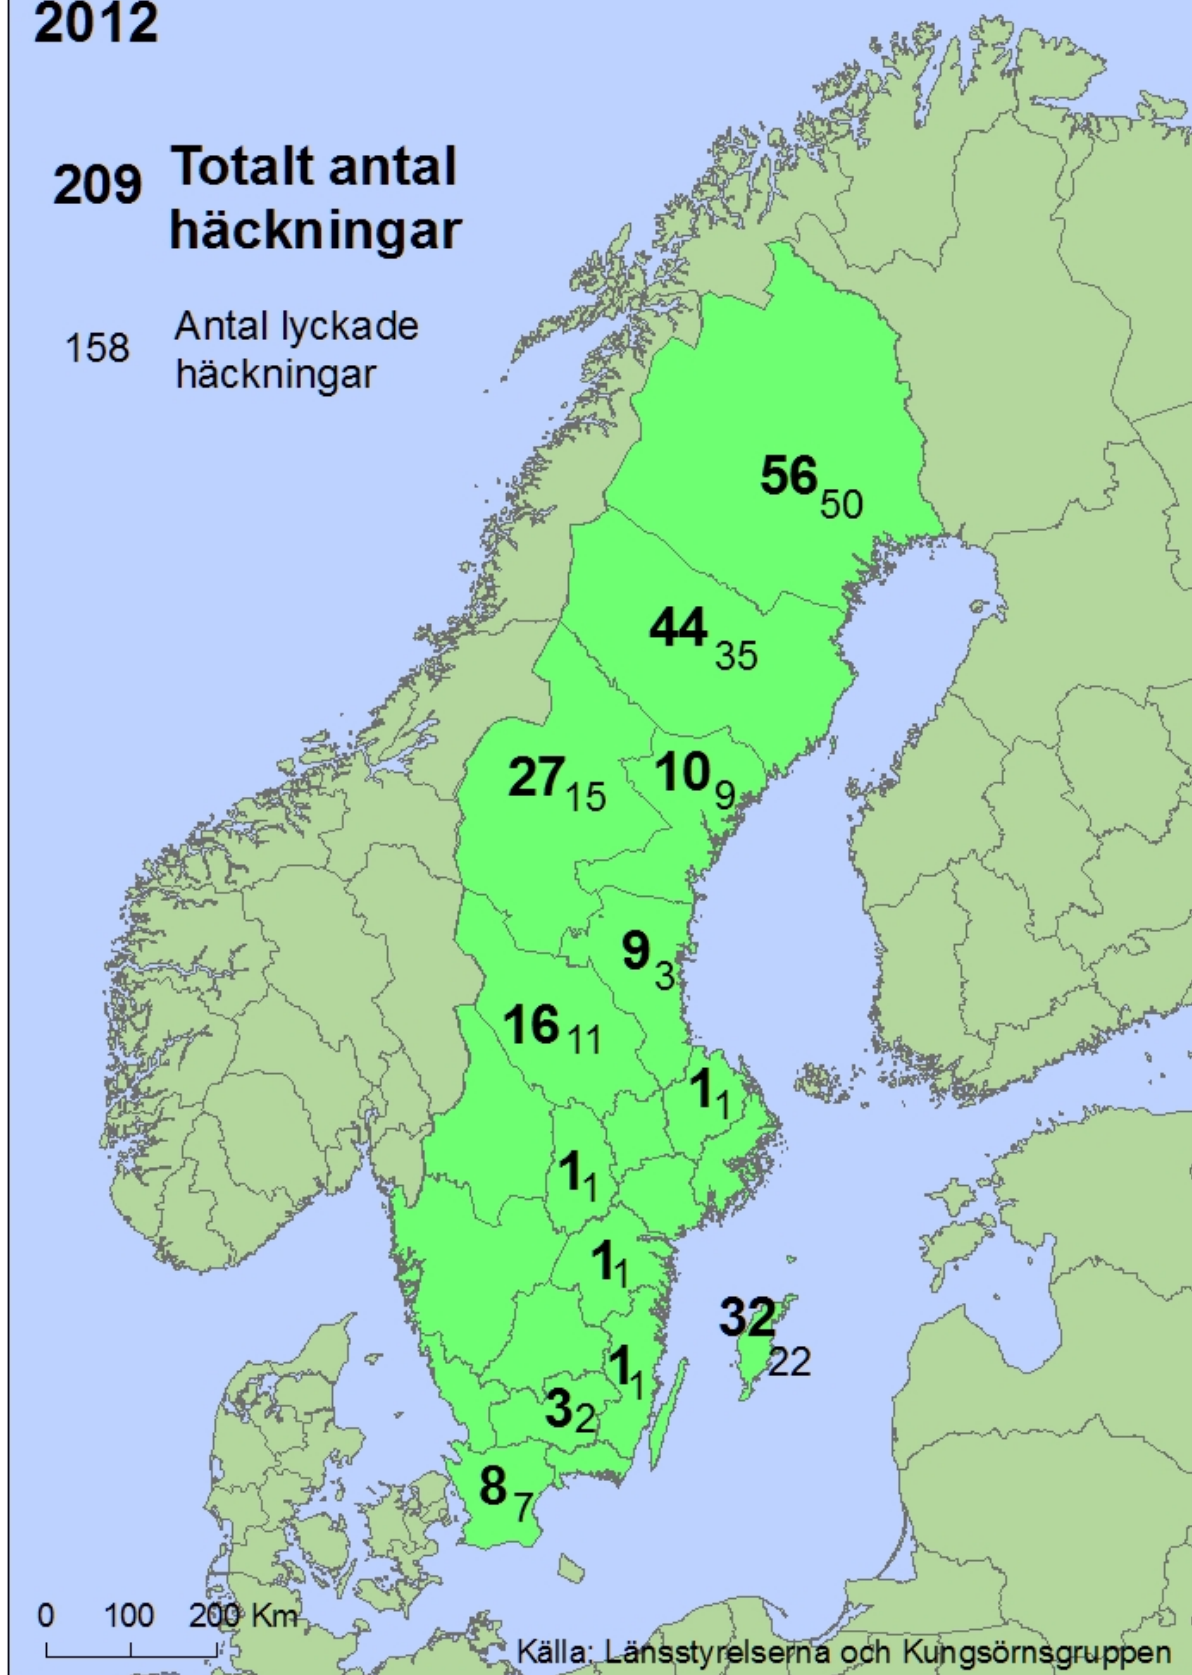 2012
209 Totalt antal
häckningar
158 Antal lyckade
häckningar
56 50
44 35
27 15
10 9
9 3
16 11
1 1
1 1
1 1
32 22
1 1
3 2
8 7
0 100 200 Km
Källa: Länsstyrelserna och Kungsörnsgruppen